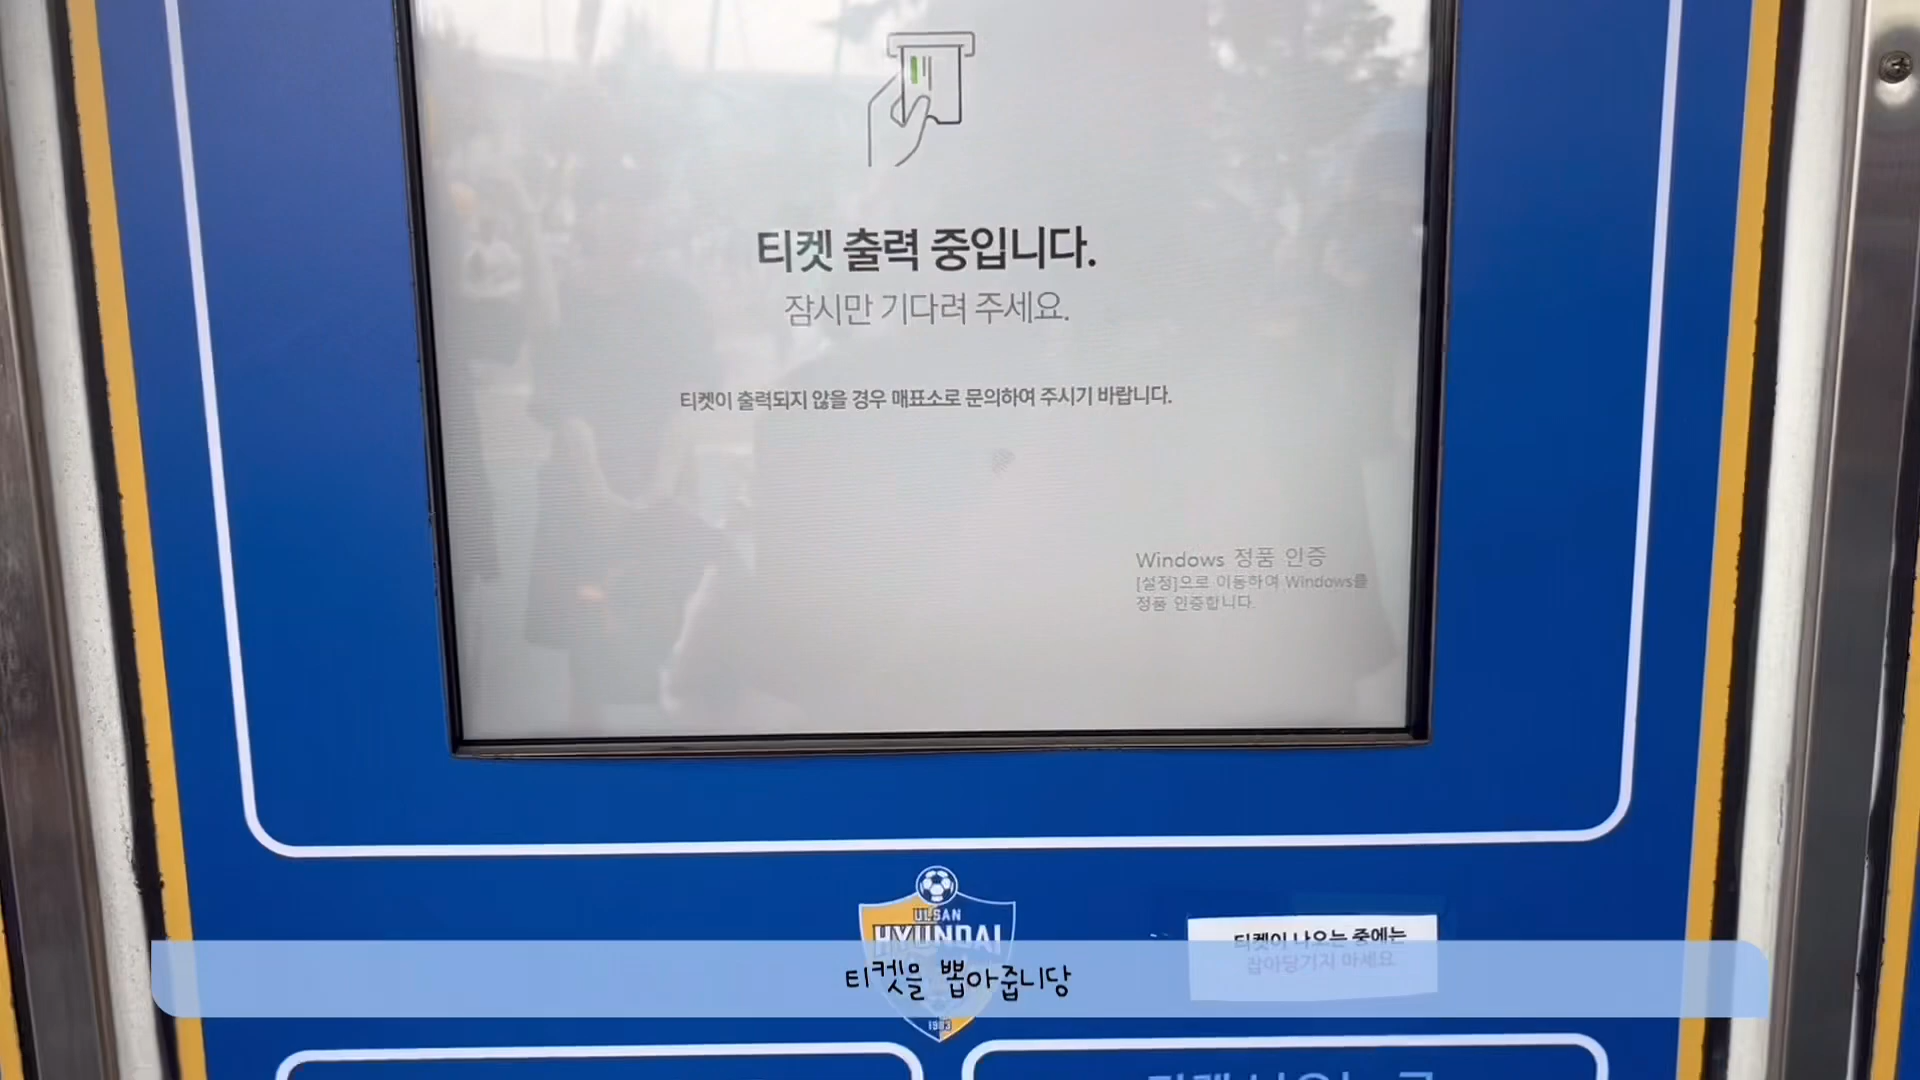 티켓 출력 중입니다.
잠시만 기다려 주세요.
티켓이 출력되지 않을 경우 매표소로 문의하여 주시기 바랍니다.
Windows 정품 인증
[설정]으로 이동하여 Windows를
정품 인증합니다.
ULSAN
HYUNDAI
티켓이 나오는 중에는
잡아당기지 마세요
티켓을 뽑아줍니당
1983